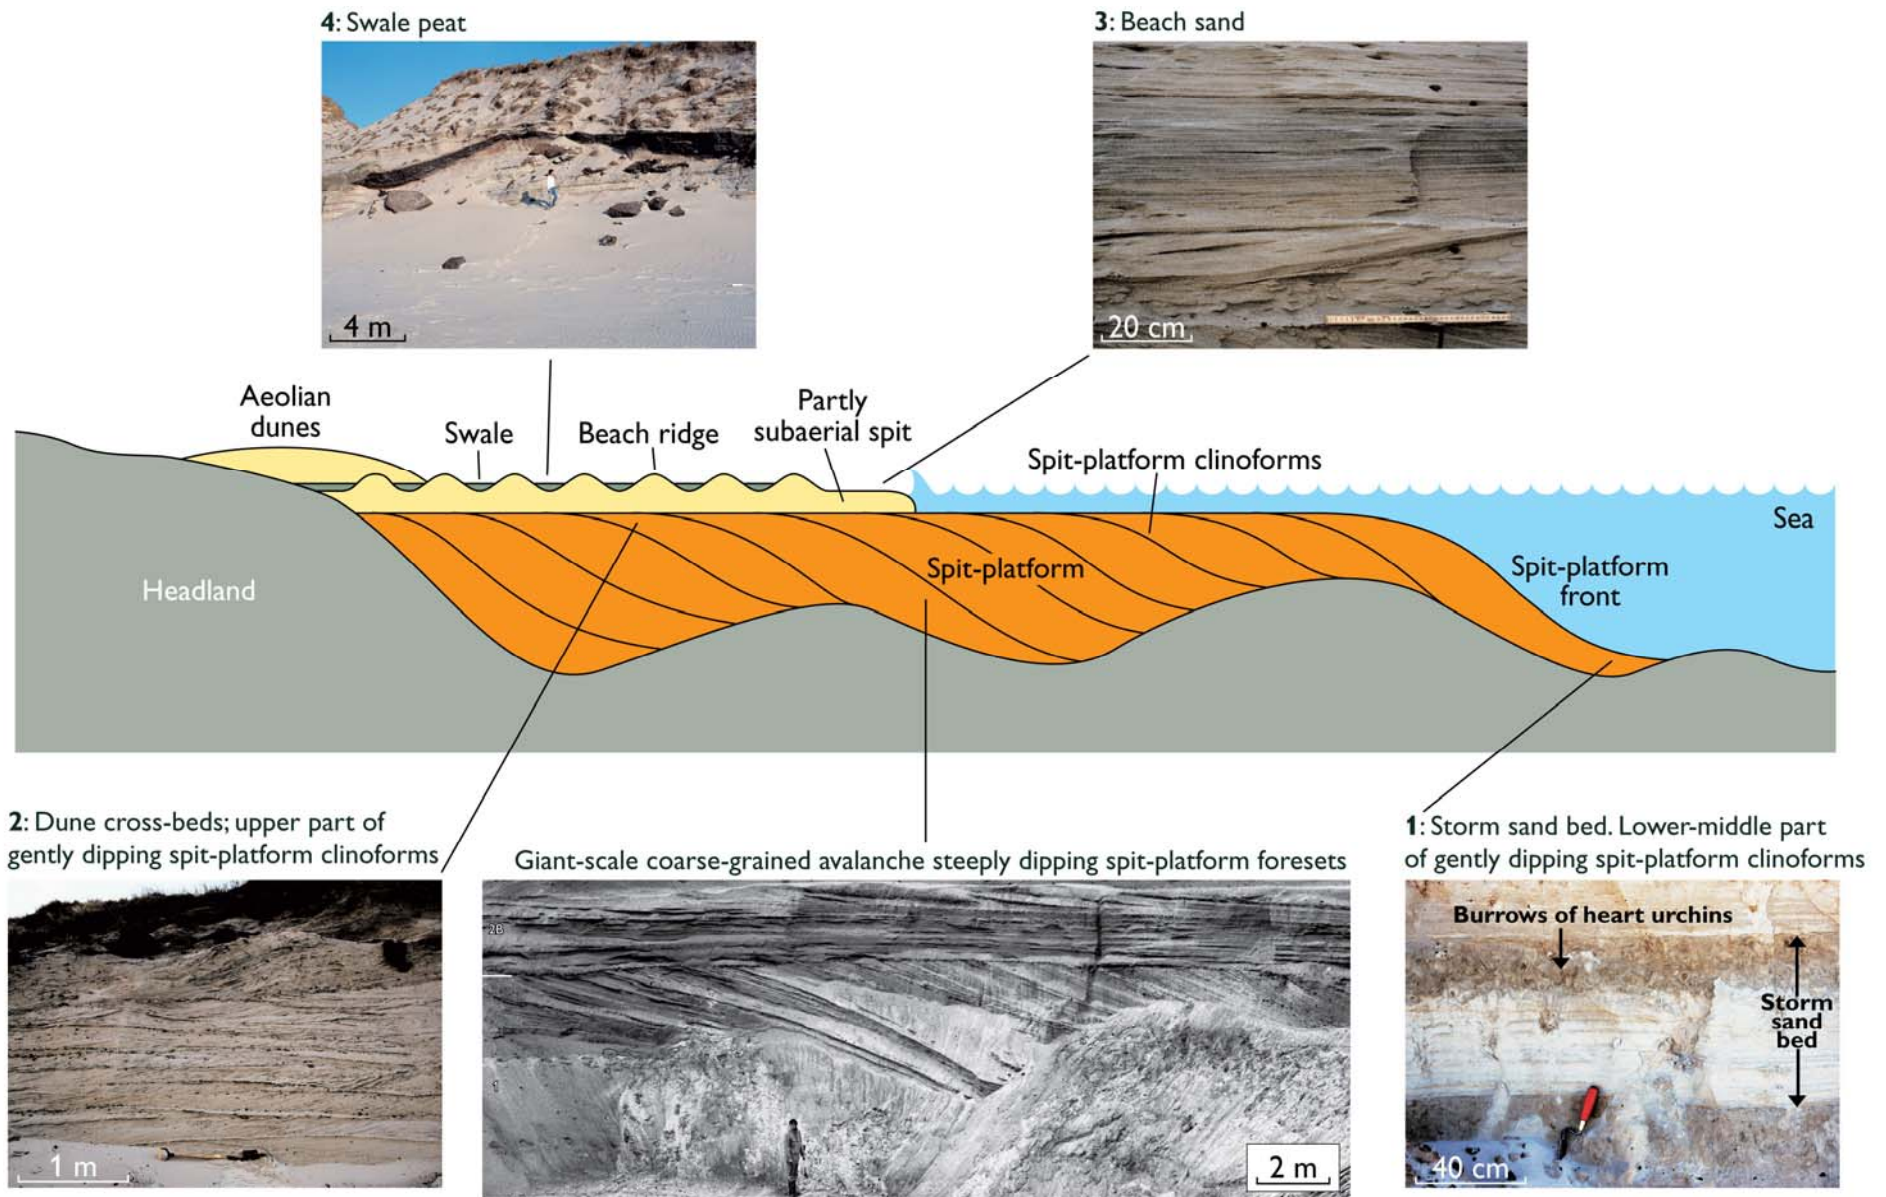 4: Swale peat
3: Beach sand
4 m
20 cm
Aeolian
dunes
Swale
Beach ridge
Partly
subaerial spit
Spit-platform clinoforms
Sea
Headland
Spit-platform
Spit-platform
front
2: Dune cross-beds; upper part of
gently dipping spit-platform clinoforms
1 m
Giant-scale coarse-grained avalanche steeply dipping spit-platform foresets
2B
2 m
1: Storm sand bed. Lower-middle part
of gently dipping spit-platform clinoforms
Burrows of heart urchins
Storm
sand
bed
40 cm